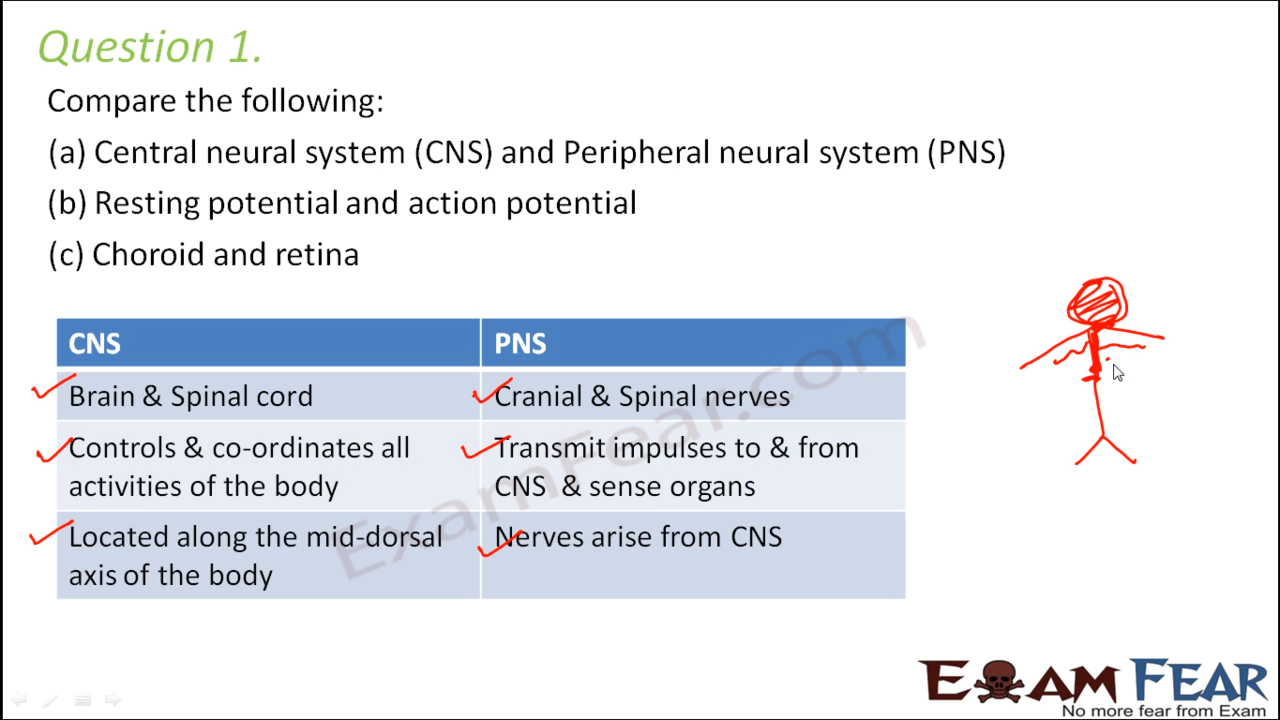 Question 1.
Compare the following:
(a) Central neural system (CNS) and Peripheral neural system (PNS)
(b) Resting potential and action potential
(c) Choroid and retina
CNS
PNS
Brain & Spinal cord
Cranial & Spinal nerves
Controls & co-ordinates all
activities of the body
Transmit impulses to & from
CNS & sense organs
Located along the mid-dorsal
axis of the body
Nerves arise from CNS
ExamFear.com
EXAM FEAR
No more fear from Exam